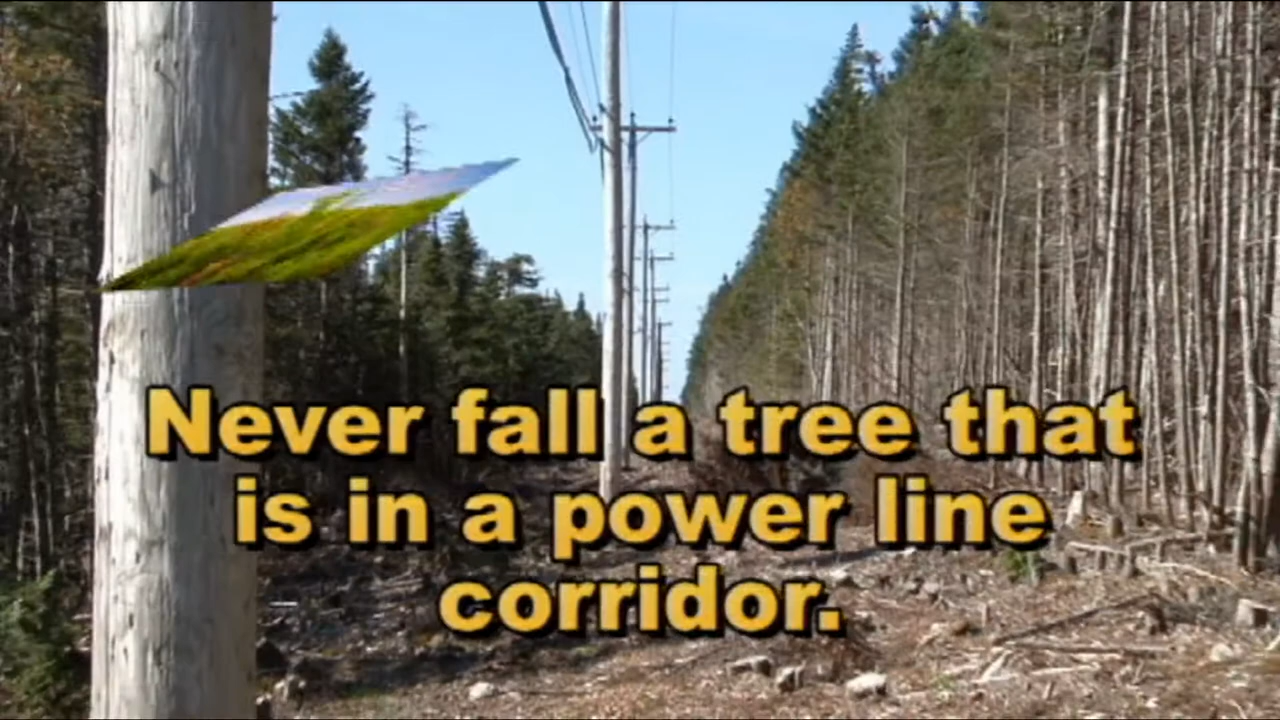 Never fall a tree that
is in a power line
corridor.